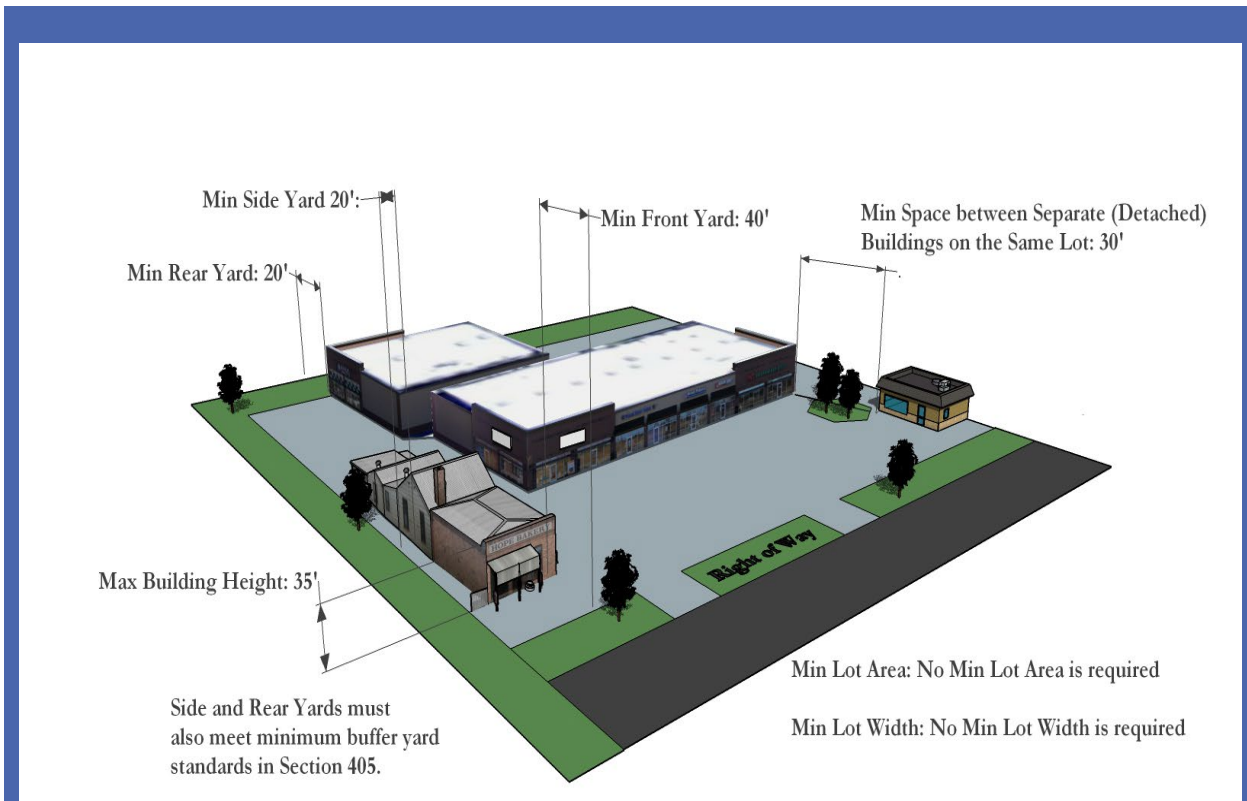 Min Side Yard 20':
Min Front Yard: 40'
Min Space between Separate (Detached)
Buildings on the Same Lot: 30'
Min Rear Yard: 20'
HOPE BAKERY
Right of Way
Max Building Height: 35'
Min Lot Area: No Min Lot Area is required
Min Lot Width: No Min Lot Width is required
Side and Rear Yards must
also meet minimum buffer yard
standards in Section 405.